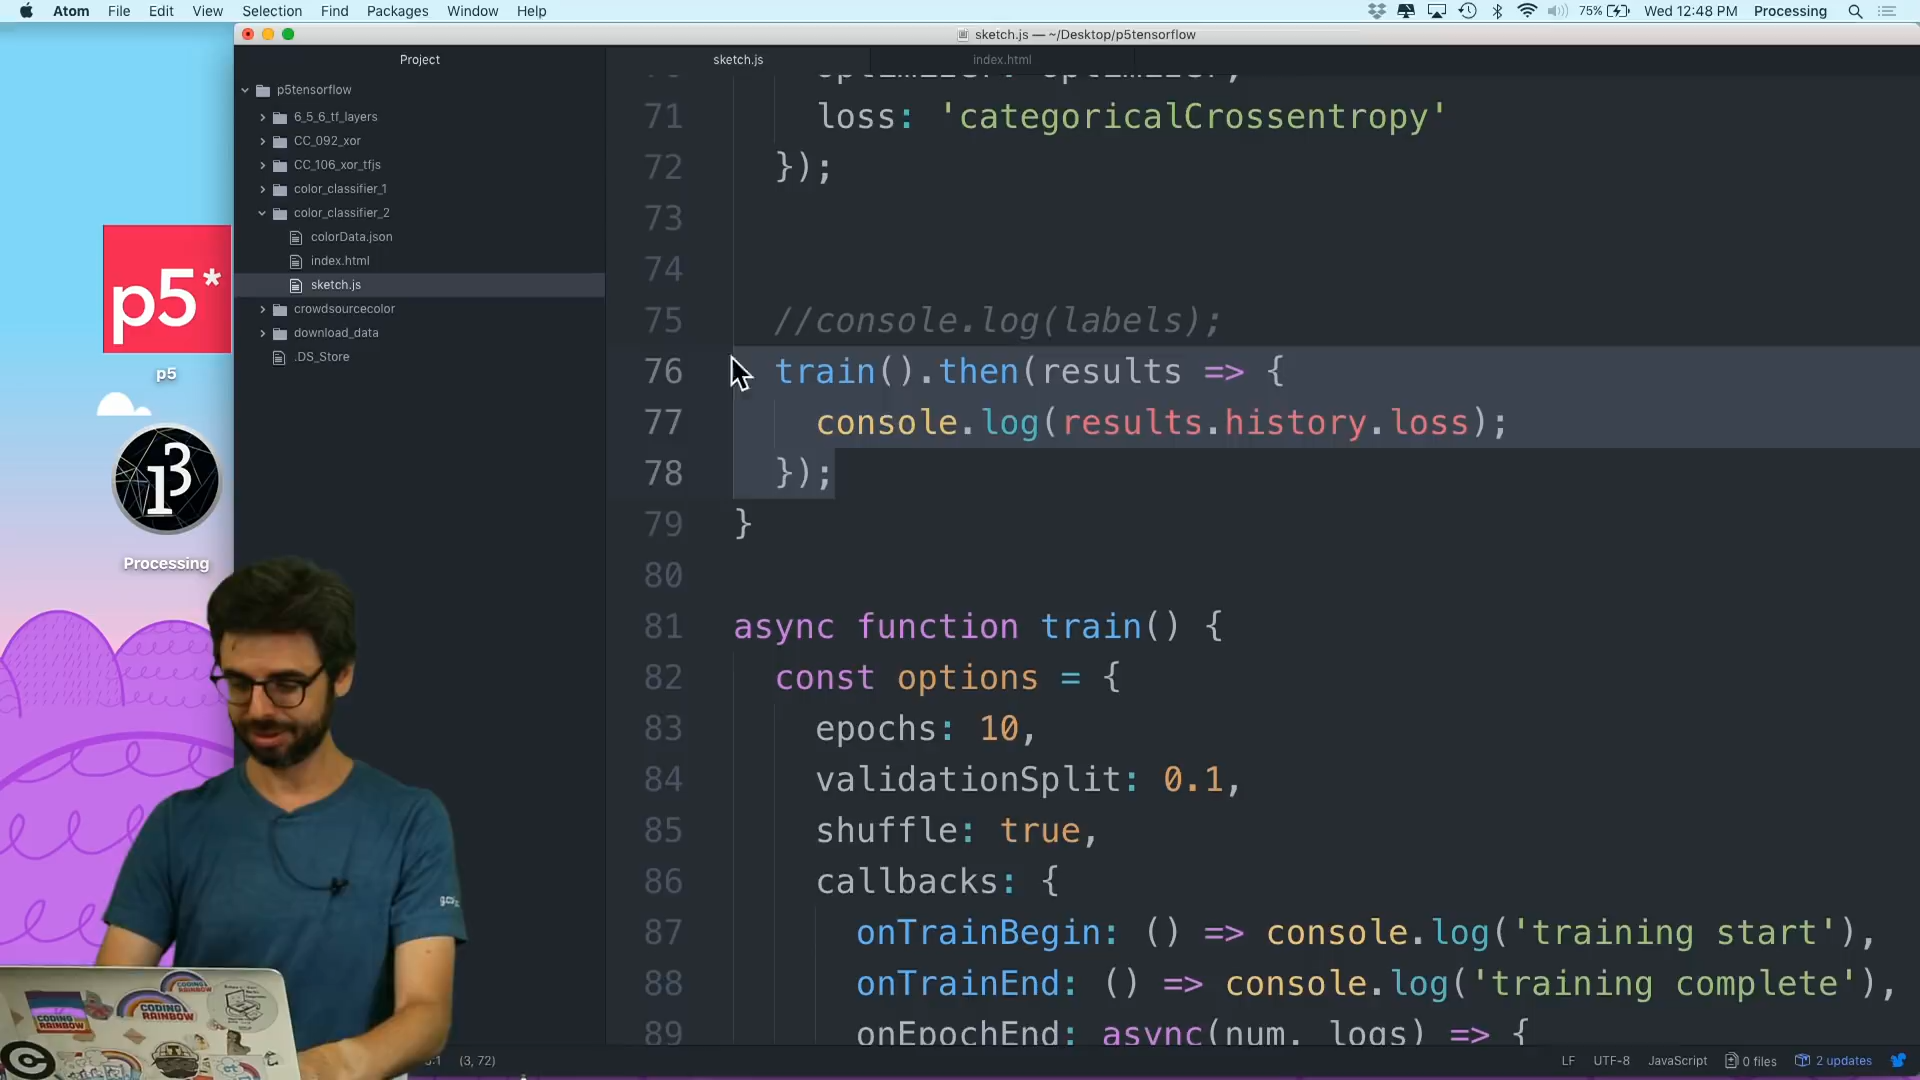 Atom File Edit View Selection Find Packages Window Help
75% Wed 12:48 PM Processing
sketch.js — ~/Desktop/p5tensorflow
Project
sketch.js
index.html
p5tensorflow
6_5_6_tf_layers
CC_092_xor
CC_106_xor_tfjs
color_classifier_1
color_classifier_2
colorData.json
index.html
sketch.js
crowdsourcecolor
download_data
.DS_Store
p5*
p5
Processing
71 loss: 'categoricalCrossentropy'
72 });
73
74
75 //console.log(labels);
76 train().then(results => {
77 console.log(results.history.loss);
78 });
79 }
80
81 async function train() {
82 const options = {
83 epochs: 10,
84 validationSplit: 0.1,
85 shuffle: true,
86 callbacks: {
87 onTrainBegin: () => console.log('training start'),
88 onTrainEnd: () => console.log('training complete'),
89 onEpochEnd: async(num, logs) => {
CODING RAINBOW
CODING RAINBOW
(3, 72)
LF UTF-8 JavaScript 0 files 2 updates